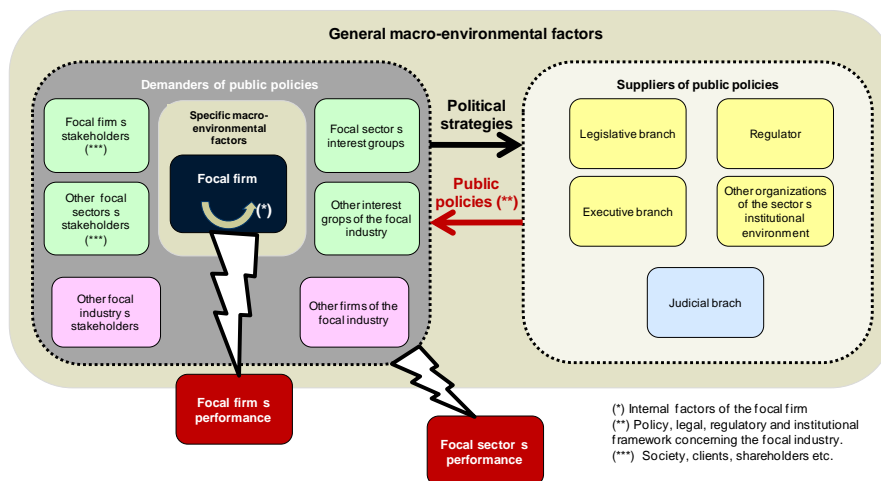 General macro-environmental factors
Demanders of public policies
Focal firm s
stakeholders
(***)
Specific macro-
environmental
factors
Focal sector s
interest groups
Focal firm
(*)
Other
focal
sectors s
stakeholders
(***)
Other interest
grops of the focal
industry
Other focal
industry s
stakeholders
Other firms of the
focal industry
Political
strategies
Public
policies (**)
Suppliers of public policies
Legislative branch
Regulator
Executive branch
Other organizations
of the sector s
institutional
environment
Judicial brach
Focal firm s
performance
Focal sector s
performance
(*) Internal factors of the focal firm
(**) Policy, legal, regulatory and institutional
framework concerning the focal industry.
(***) Society, clients, shareholders etc.